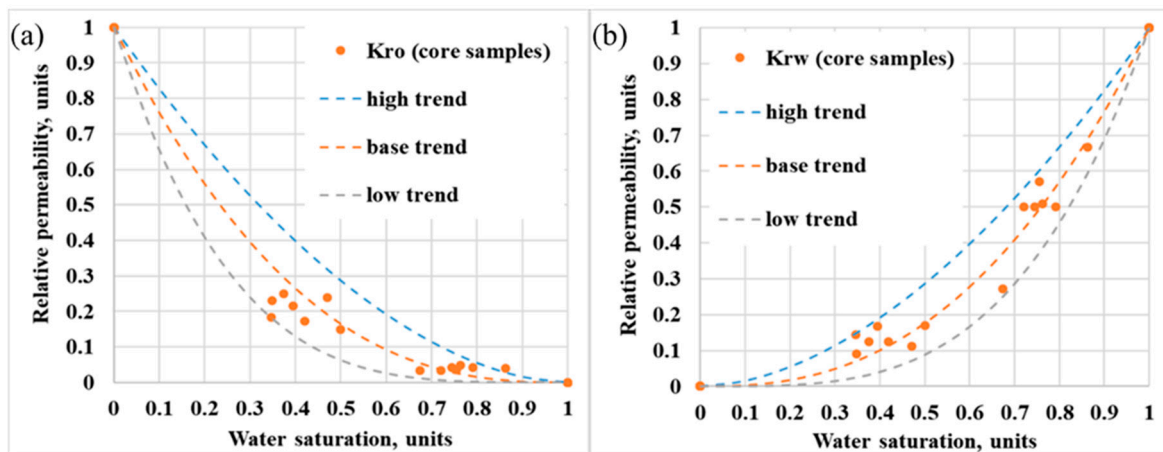 (a)
Relative permeability, units
1
0.9
0.8
0.7
0.6
0.5
0.4
0.3
0.2
0.1
0
Kro (core samples)
high trend
base trend
low trend
0 0.1 0.2 0.3 0.4 0.5 0.6 0.7 0.8 0.9 1
Water saturation, units
(b)
Relative permeability, units
1
0.9
0.8
0.7
0.6
0.5
0.4
0.3
0.2
0.1
0
Krw (core samples)
high trend
base trend
low trend
0 0.1 0.2 0.3 0.4 0.5 0.6 0.7 0.8 0.9 1
Water saturation, units